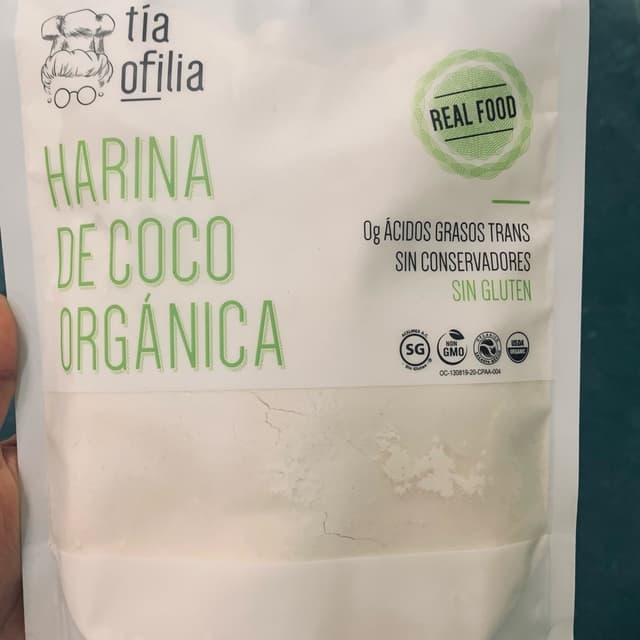 tía
ofilia
REAL FOOD
HARINA
DE COCO
ORGÁNICA
0g ÁCIDOS GRASOS TRANS
SIN CONSERVADORES
SIN GLUTEN
SG
NON
GMO
USDA
ORGANIC
OC-130819-20-CPAA-004